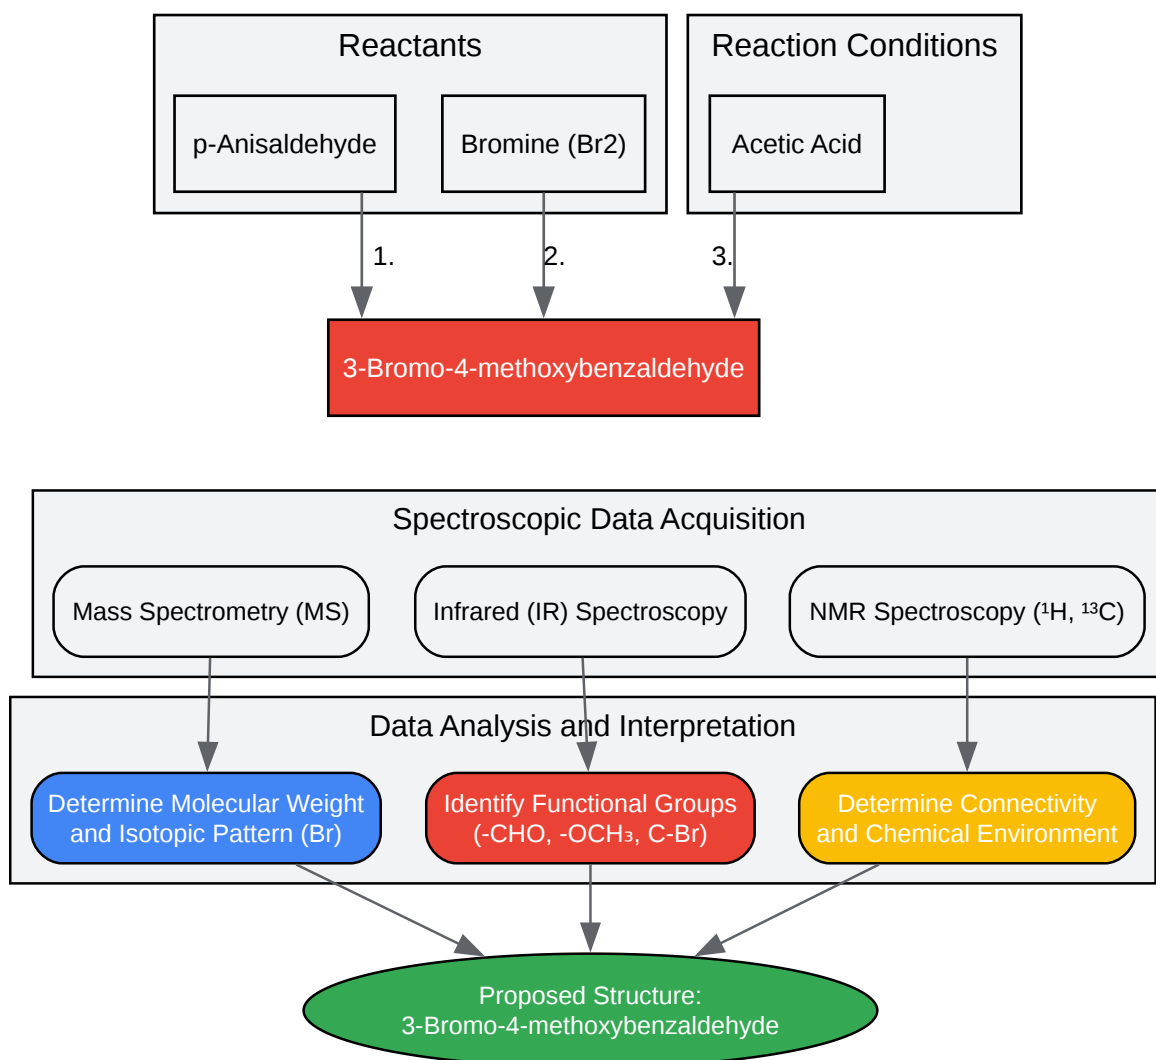 Reactants
Reaction Conditions
p-Anisaldehyde
Bromine (Br2)
Acetic Acid
1.
2.
3.
3-Bromo-4-methoxybenzaldehyde
Spectroscopic Data Acquisition
Mass Spectrometry (MS)
Infrared (IR) Spectroscopy
NMR Spectroscopy (¹H, ¹³C)
Data Analysis and Interpretation
Determine Molecular Weight
and Isotopic Pattern (Br)
Identify Functional Groups
(-CHO, -OCH₃, C-Br)
Determine Connectivity
and Chemical Environment
Proposed Structure:
3-Bromo-4-methoxybenzaldehyde